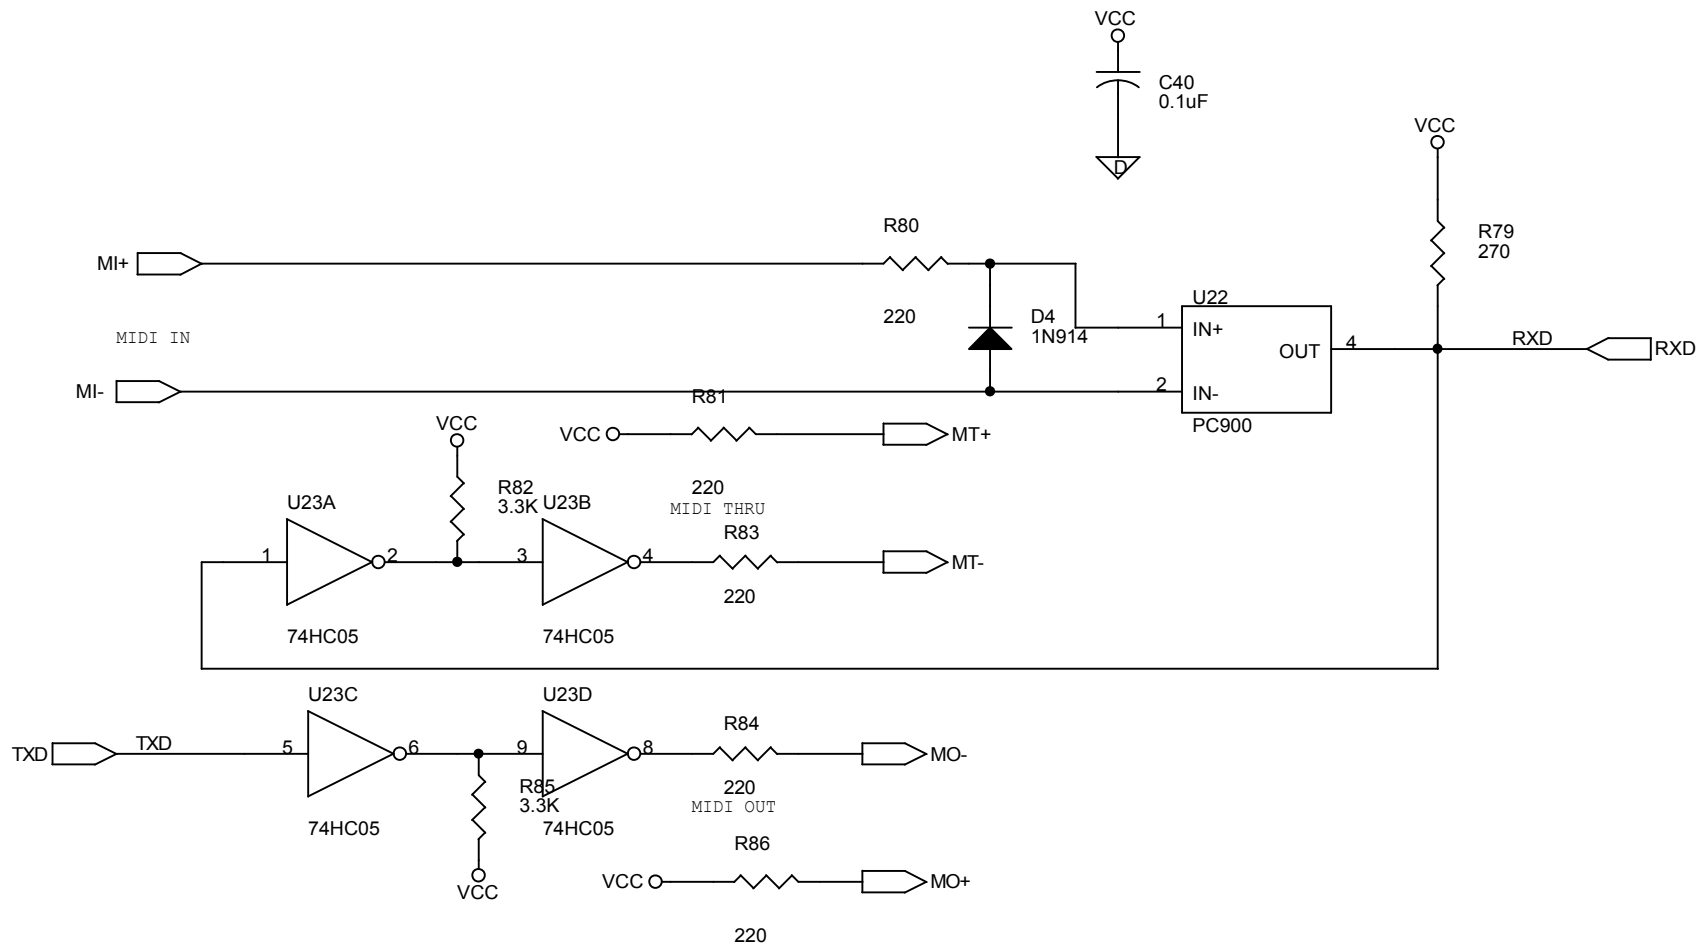 VCC
C40
0.1uF
D
VCC
R80
R79
270
MI+
U22
220
D4
1N914
1
IN+
MIDI IN
OUT
4
RXD
RXD
MI-
R81
2
IN-
VCC
VCC
MT+
PC900
R82
3.3K
220
U23A
U23B
MIDI THRU
R83
1
2
3
4
MT-
220
74HC05
74HC05
U23C
U23D
R84
TXD
TXD
5
6
9
8
MO-
R85
3.3K
220
MIDI OUT
74HC05
74HC05
R86
VCC
VCC
MO+
220